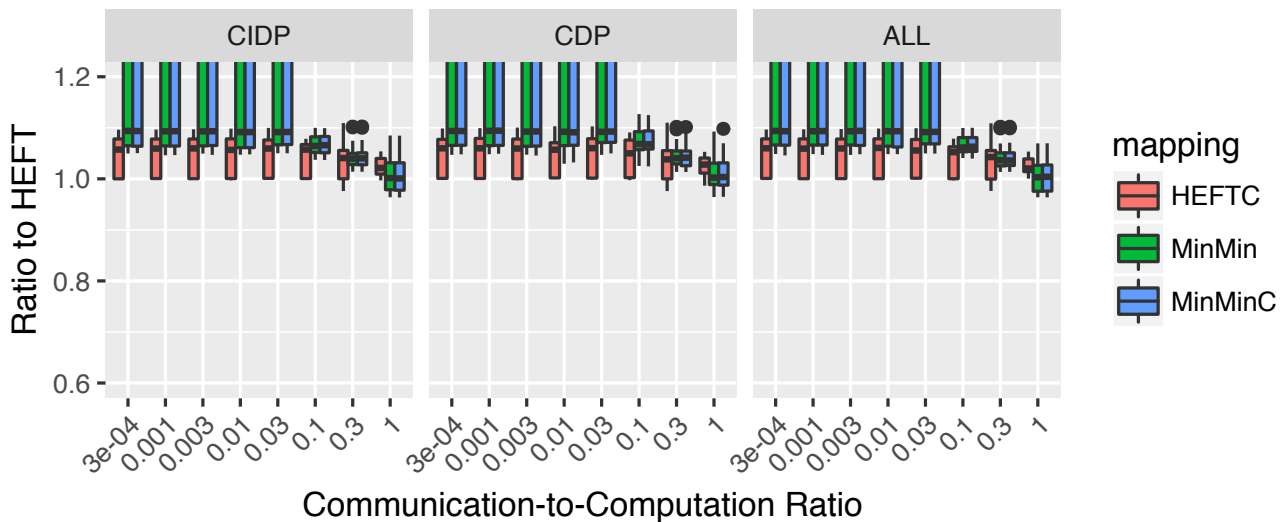 CIDP
CDP
ALL
Ratio to HEFT
1.2
1.0
0.8
0.6
3e-04
0.001
0.003
0.01
0.03
0.1
0.3
1
3e-04
0.001
0.003
0.01
0.03
0.1
0.3
1
3e-04
0.001
0.003
0.01
0.03
0.1
0.3
1
Communication-to-Computation Ratio
mapping
HEFTC
MinMin
MinMinC